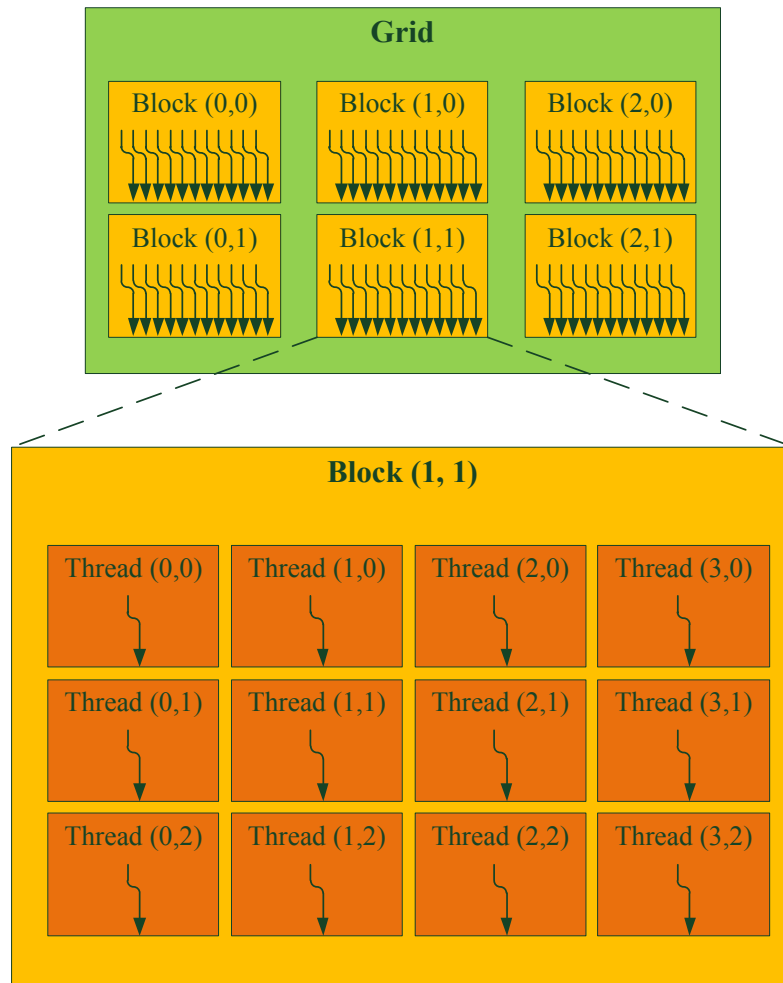 Grid
Block (0,0) Block (1,0) Block (2,0)
Block (0,1) Block (1,1) Block (2,1)
Block (1, 1)
Thread (0,0) Thread (1,0) Thread (2,0) Thread (3,0)
Thread (0,1) Thread (1,1) Thread (2,1) Thread (3,1)
Thread (0,2) Thread (1,2) Thread (2,2) Thread (3,2)